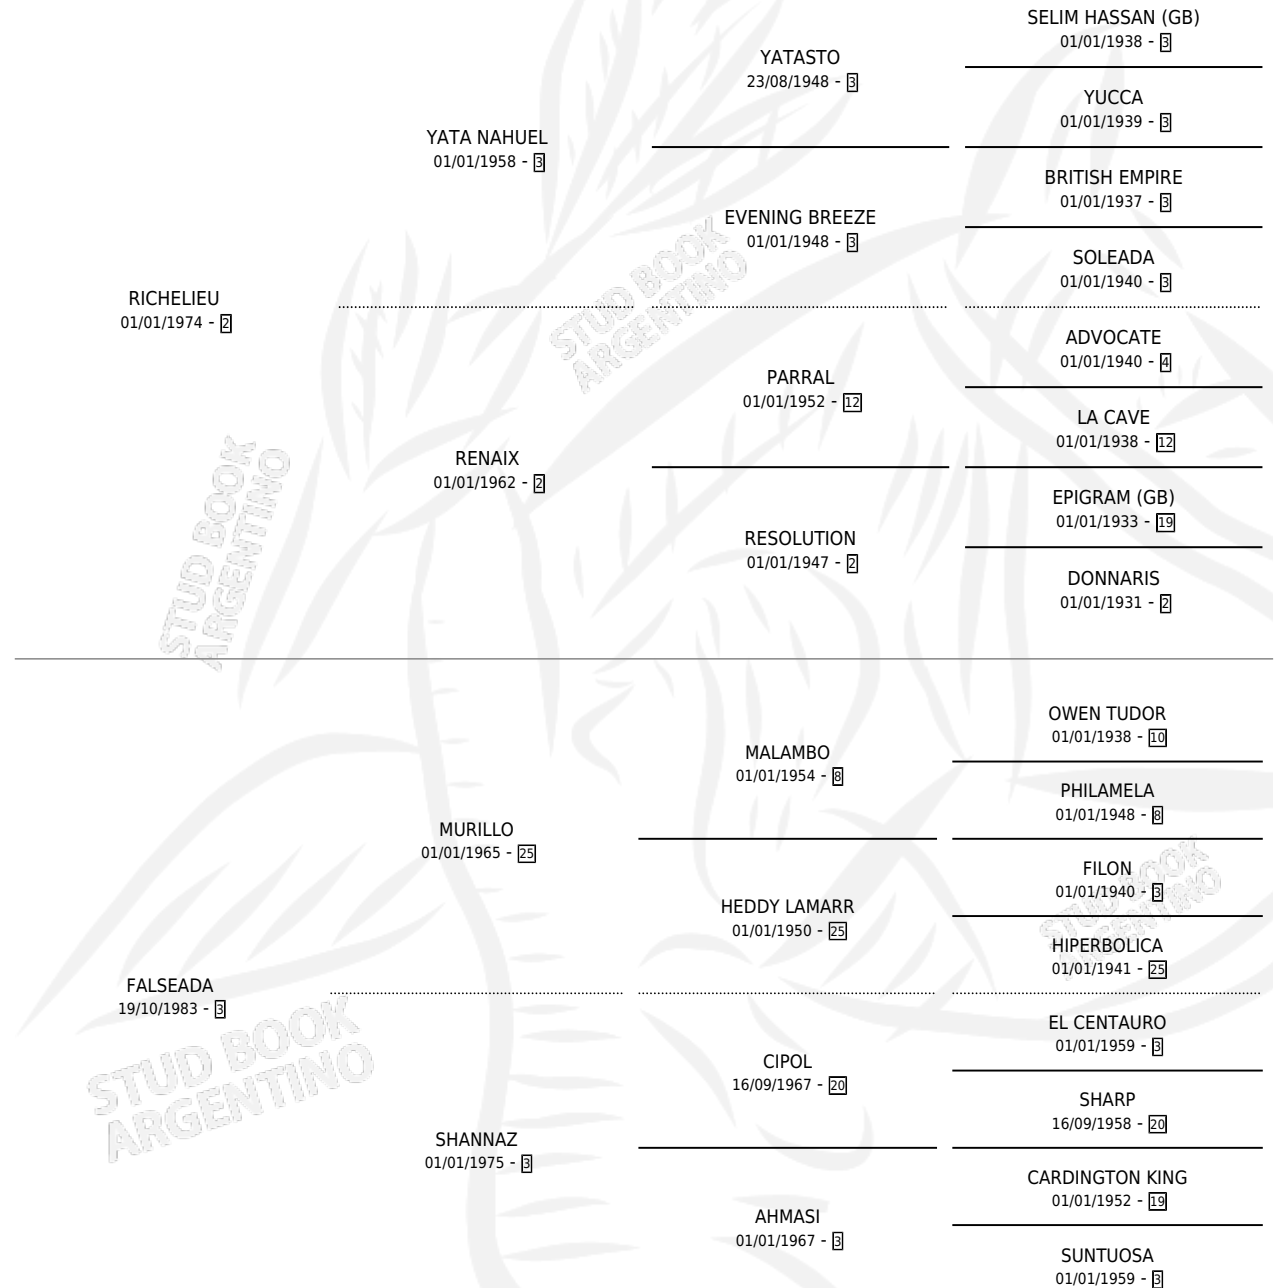 SELIM HASSAN (GB)
01/01/1938 - 3
YATASTO
23/08/1948 - 3
YUCCA
01/01/1939 - 3
YATA NAHUEL
01/01/1958 - 3
BRITISH EMPIRE
01/01/1937 - 3
EVENING BREEZE
01/01/1948 - 3
SOLEADA
01/01/1940 - 3
RICHELIEU
01/01/1974 - 2
ADVOCATE
01/01/1940 - 4
PARRAL
01/01/1952 - 12
LA CAVE
01/01/1938 - 12
RENAIX
01/01/1962 - 2
EPIGRAM (GB)
01/01/1933 - 19
RESOLUTION
01/01/1947 - 2
DONNARIS
01/01/1931 - 2
OWEN TUDOR
01/01/1938 - 10
MALAMBO
01/01/1954 - 8
PHILAMELA
01/01/1948 - 8
MURILLO
01/01/1965 - 25
FILON
01/01/1940 - 3
HEDDY LAMARR
01/01/1950 - 25
HIPERBOLICA
01/01/1941 - 25
FALSEADA
19/10/1983 - 3
EL CENTAURO
01/01/1959 - 3
CIPOL
16/09/1967 - 20
SHARP
16/09/1958 - 20
SHANNAZ
01/01/1975 - 3
CARDINGTON KING
01/01/1952 - 19
AHMASI
01/01/1967 - 3
SUNTUOSA
01/01/1959 - 3
STUD BOOK
ARGENTINO
STUD BOOK
ARGENTINO
STUD BOOK
ARGENTINO
STUD BOOK
ARGENTINO